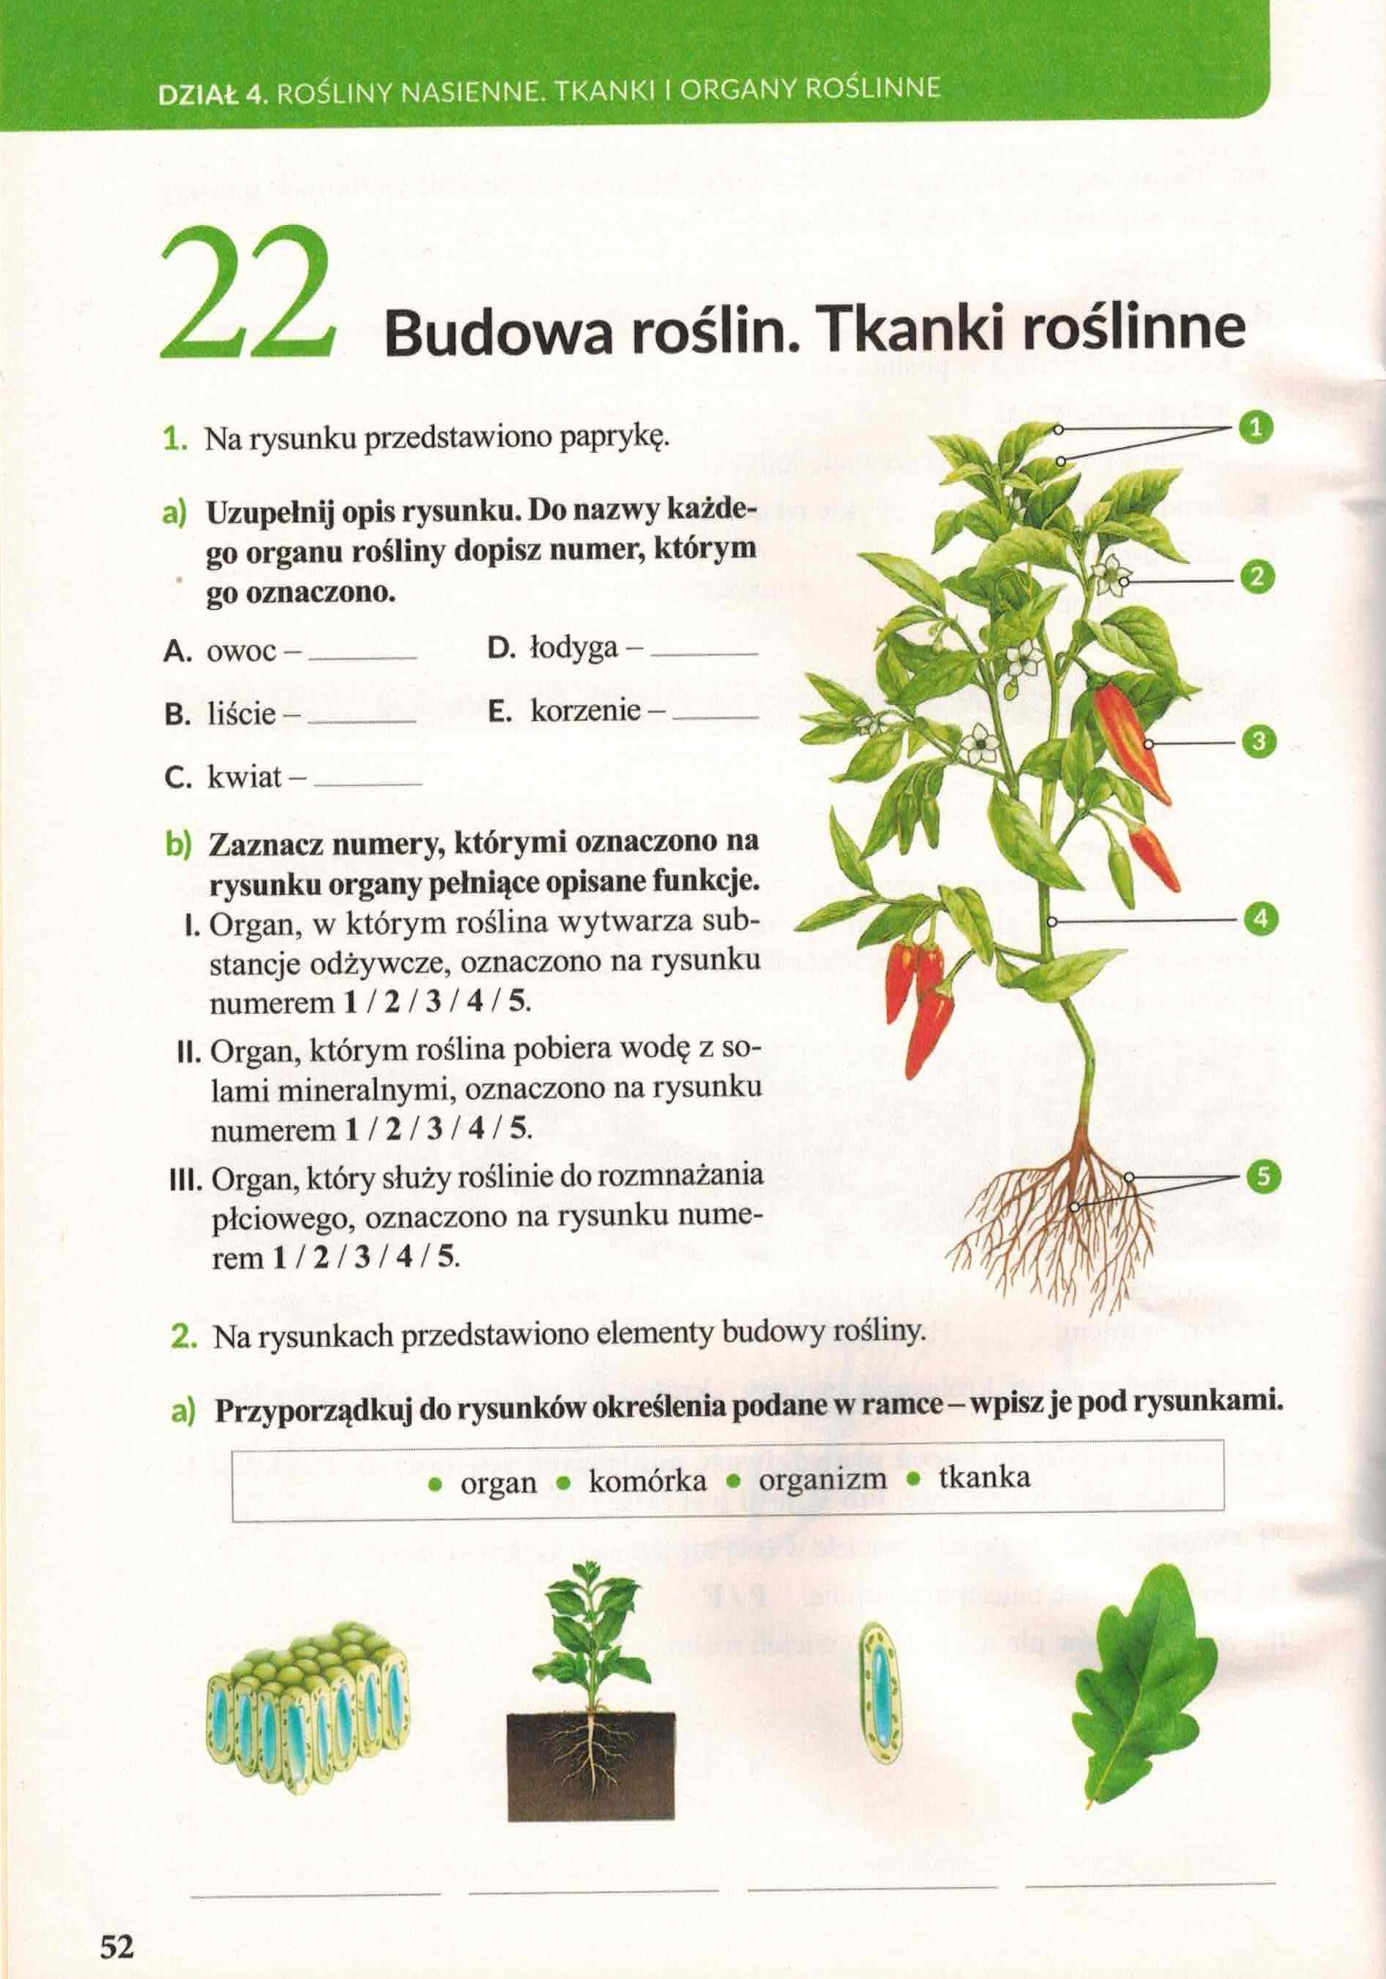 DZIAŁ 4. ROŚLINY NASIENNE. TKANKI I ORGANY ROŚLINNE
22
Budowa roślin. Tkanki roślinne
1. Na rysunku przedstawiono paprykę.
a) Uzupełnij opis rysunku. Do nazwy każde-
go organu rośliny dopisz numer, którym
go oznaczono.
A. owoc –
D. łodyga –
B. liście –
E. korzenie –
C. kwiat –
b) Zaznacz numery, którymi oznaczono na
rysunku organy pełniące opisane funkcje.
I. Organ, w którym roślina wytwarza sub-
stancje odżywcze, oznaczono na rysunku
numerem 1 / 2 / 3 / 4 / 5.
II. Organ, którym roślina pobiera wodę z so-
lami mineralnymi, oznaczono na rysunku
numerem 1 / 2 / 3 / 4 / 5.
III. Organ, który służy roślinie do rozmnażania
płciowego, oznaczono na rysunku nume-
rem 1 / 2 / 3 / 4 / 5.
1
2
3
4
5
2. Na rysunkach przedstawiono elementy budowy rośliny.
a) Przyporządkuj do rysunków określenia podane w ramce – wpisz je pod rysunkami.
• organ • komórka • organizm • tkanka
52